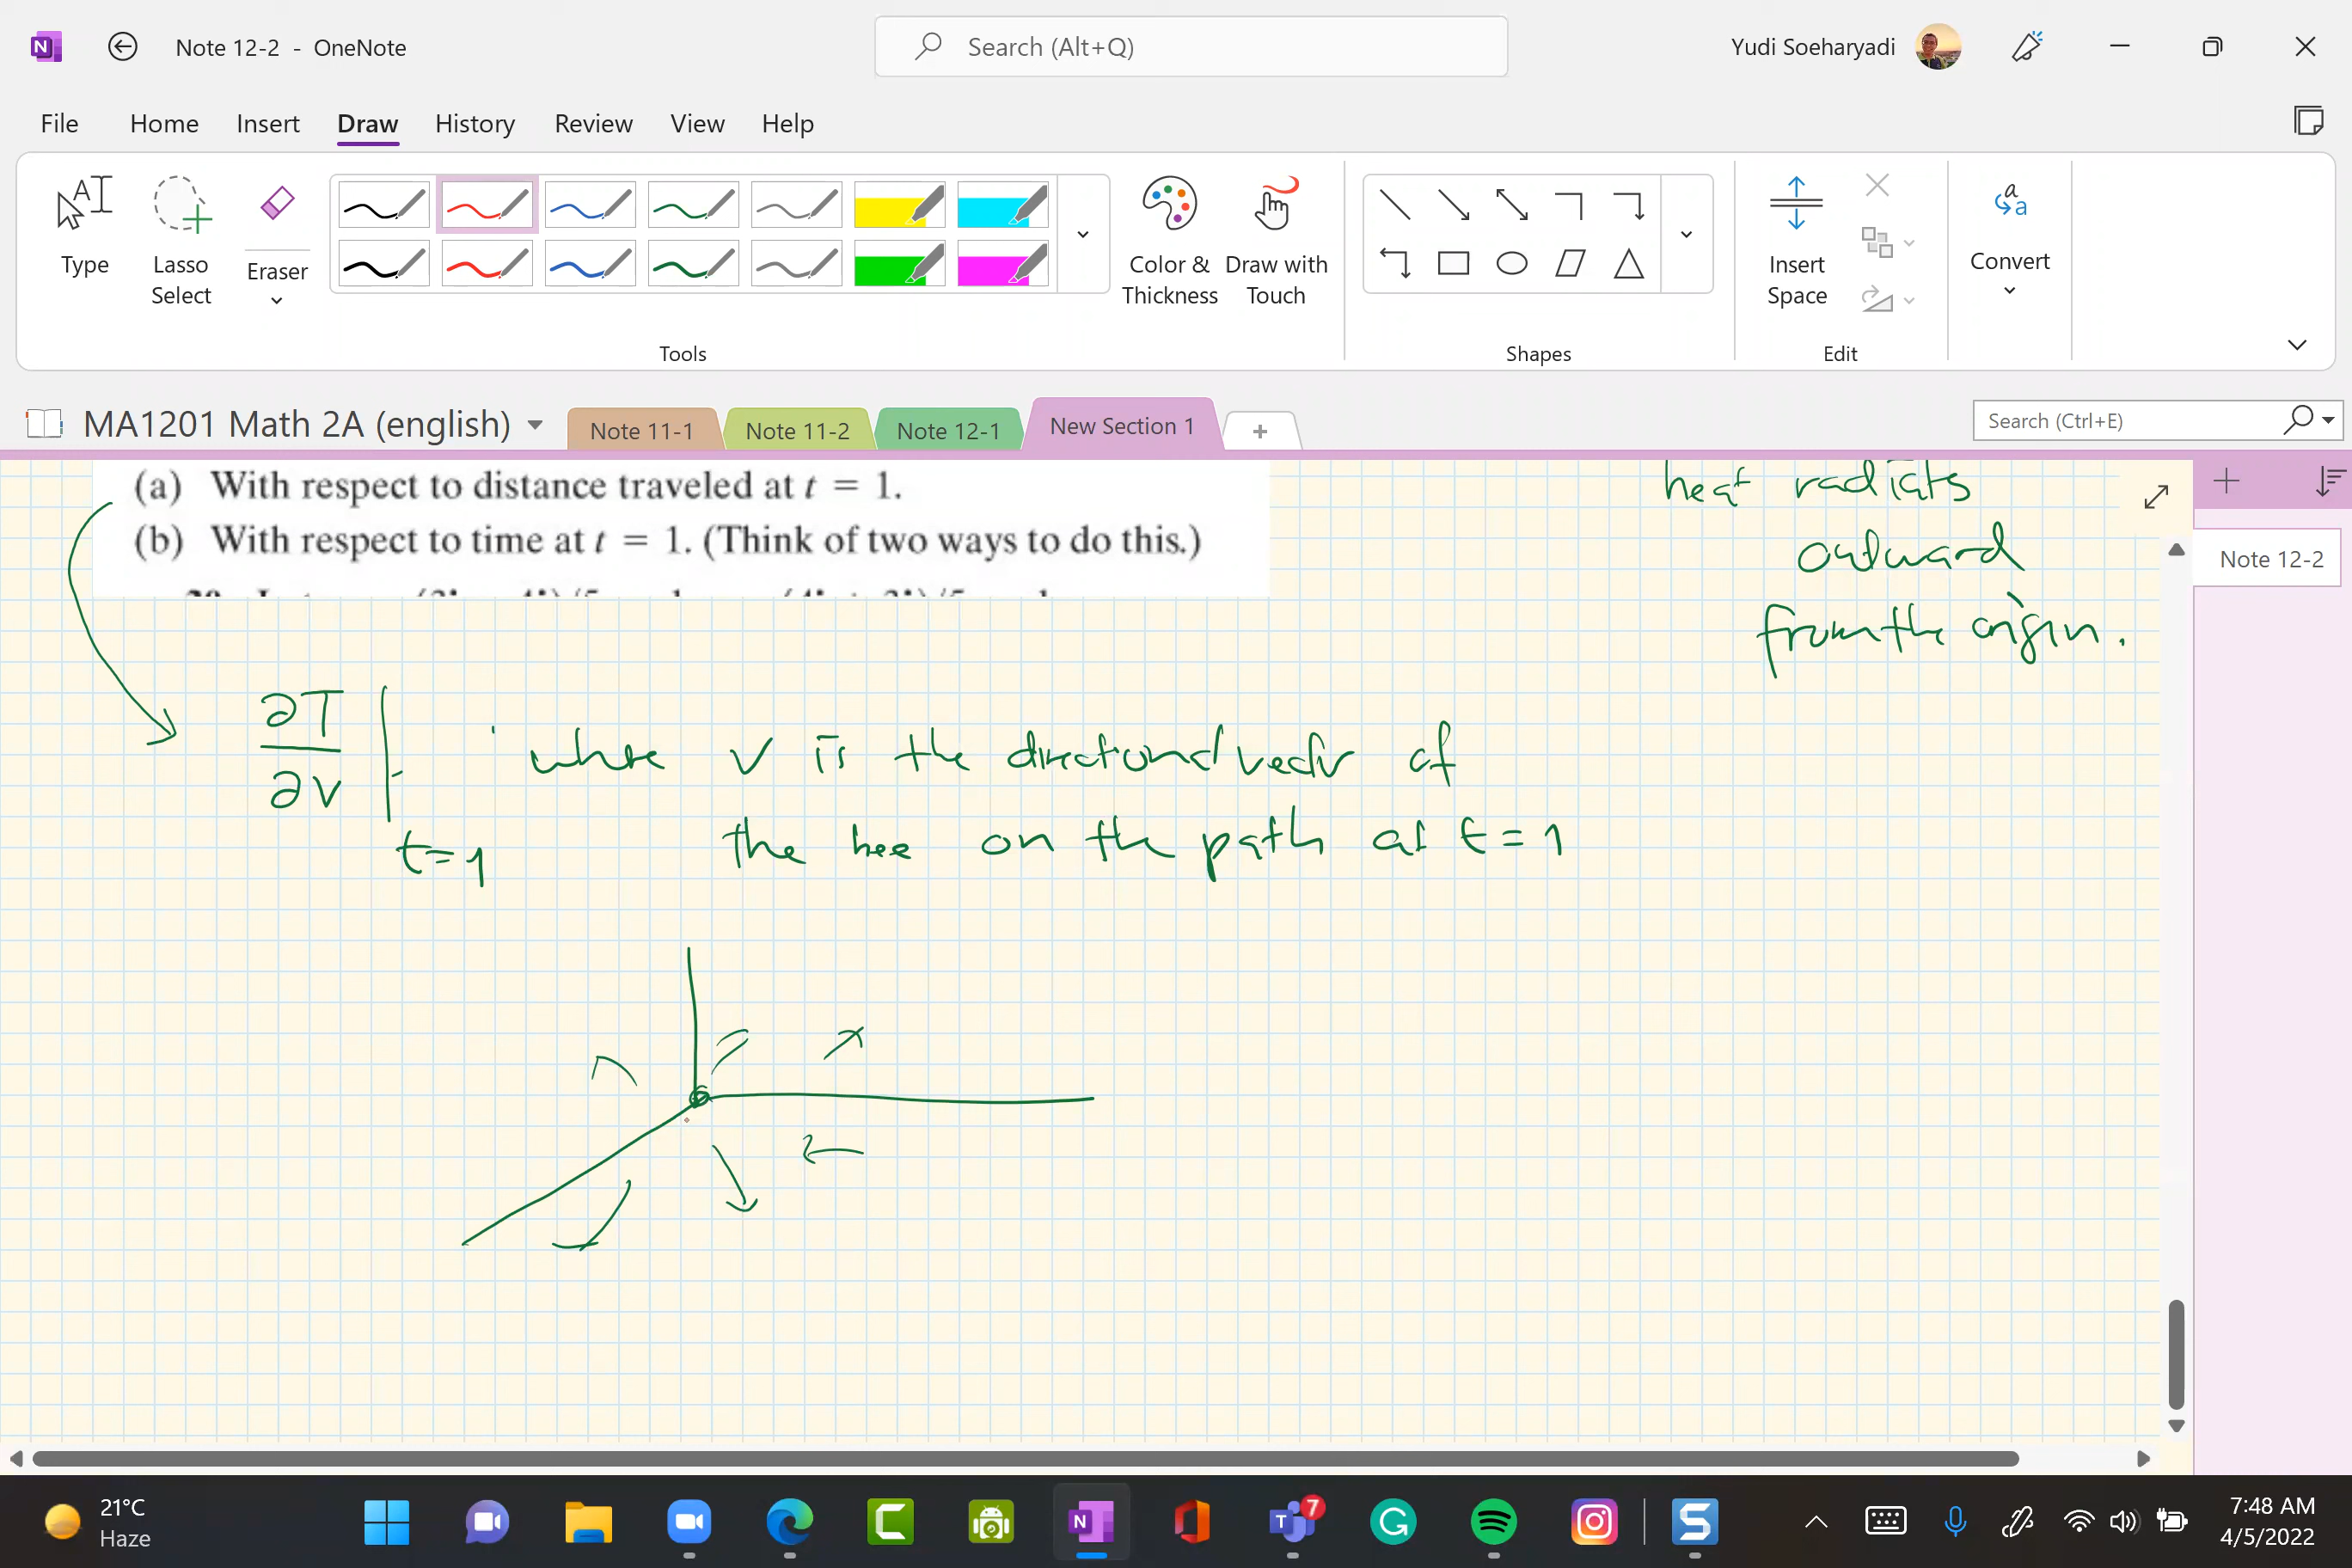 Note 12-2 - OneNote
Search (Alt+Q)
Yudi Soeharyadi
File Home Insert Draw History Review View Help
Type
Lasso Select
Eraser
Color & Thickness
Draw with Touch
Insert Space
Convert
Tools
Shapes
Edit
MA1201 Math 2A (english)
Note 11-1
Note 11-2
Note 12-1
New Section 1
Search (Ctrl+E)
Note 12-2
(a) With respect to distance traveled at t = 1.
(b) With respect to time at t = 1. (Think of two ways to do this.)
heat radiats
outward
from the origin.
∂T
∂v
t=1
where v is the directional vector of
the bee on the path at t = 1
21°C
Haze
7
7:48 AM
4/5/2022